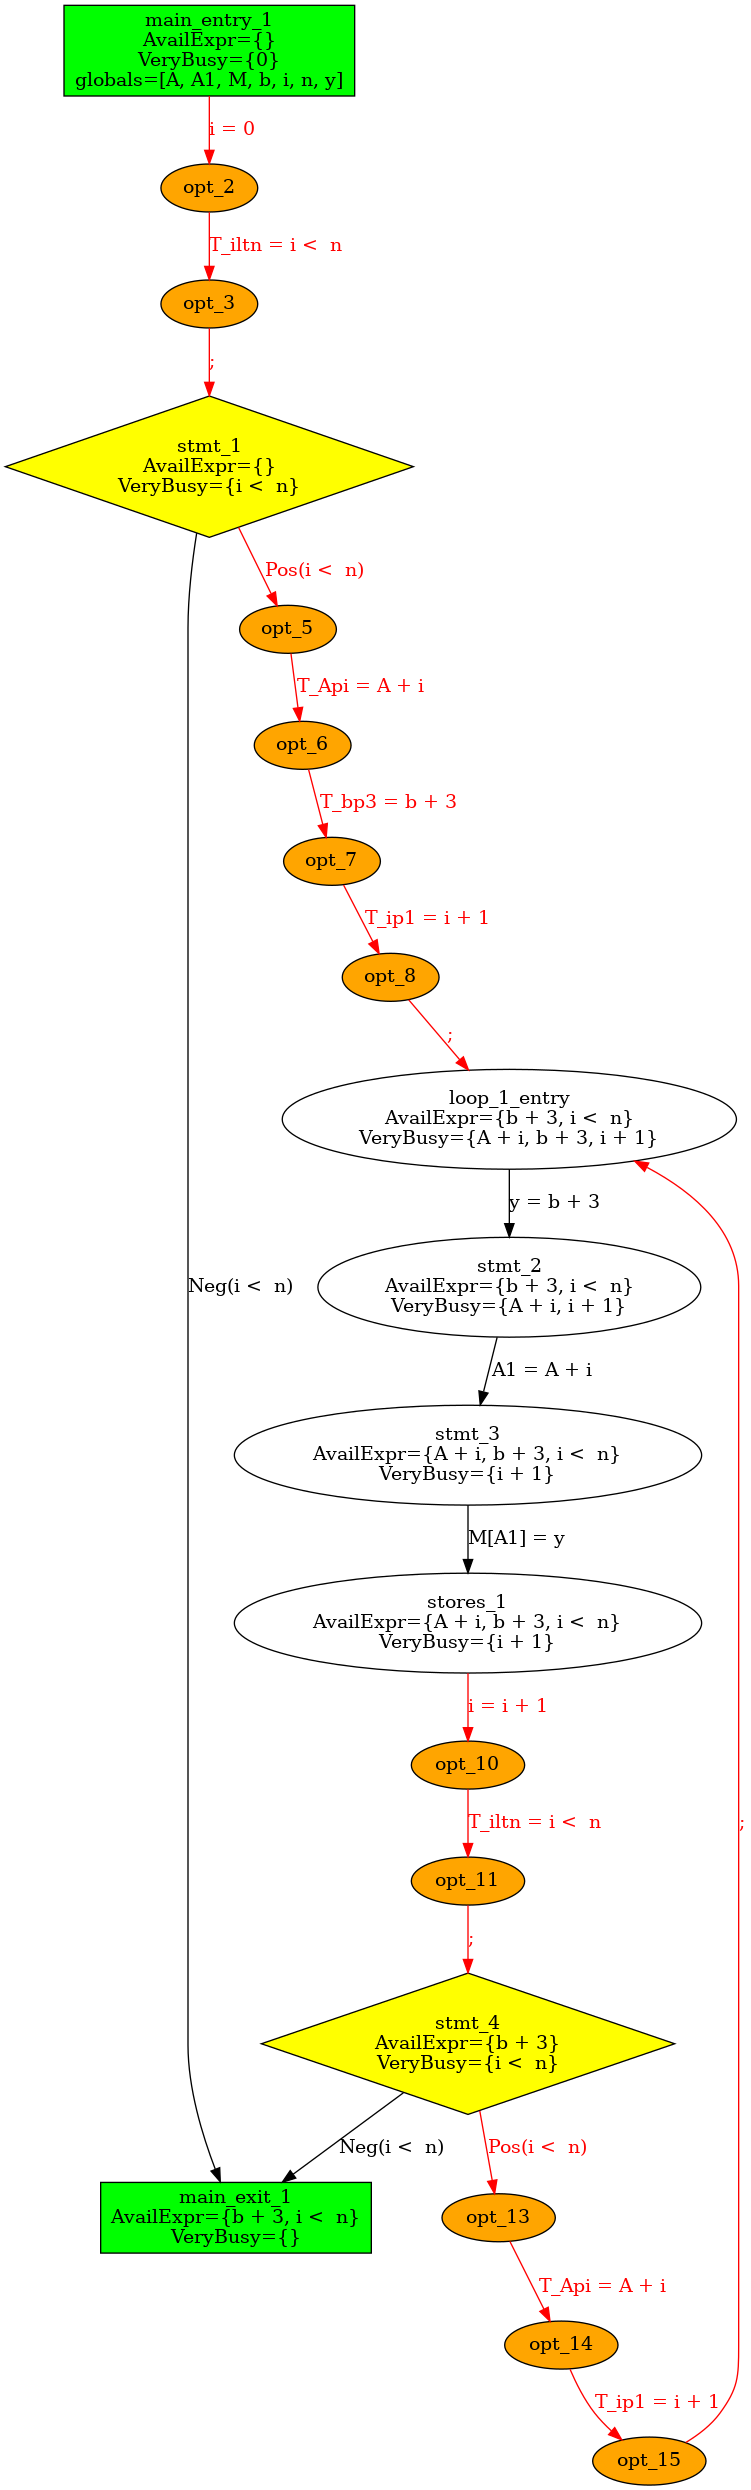 main_entry_1
AvailExpr={}
VeryBusy={0}
globals=[A, A1, M, b, i, n, y]
i = 0
opt_2
T_iltn = i <  n
opt_3
;
stmt_1
AvailExpr={}
VeryBusy={i <  n}
Pos(i <  n)
opt_5
T_Api = A + i
opt_6
T_bp3 = b + 3
opt_7
T_ip1 = i + 1
opt_8
;
loop_1_entry
AvailExpr={b + 3, i <  n}
VeryBusy={A + i, b + 3, i + 1}
y = b + 3
stmt_2
AvailExpr={b + 3, i <  n}
VeryBusy={A + i, i + 1}
Neg(i <  n)
A1 = A + i
stmt_3
AvailExpr={A + i, b + 3, i <  n}
VeryBusy={i + 1}
M[A1] = y
stores_1
AvailExpr={A + i, b + 3, i <  n}
VeryBusy={i + 1}
i = i + 1
opt_10
T_iltn = i <  n
;
opt_11
;
stmt_4
AvailExpr={b + 3}
VeryBusy={i <  n}
Neg(i <  n)
Pos(i <  n)
main_exit_1
AvailExpr={b + 3, i <  n}
VeryBusy={}
opt_13
T_Api = A + i
opt_14
T_ip1 = i + 1
opt_15